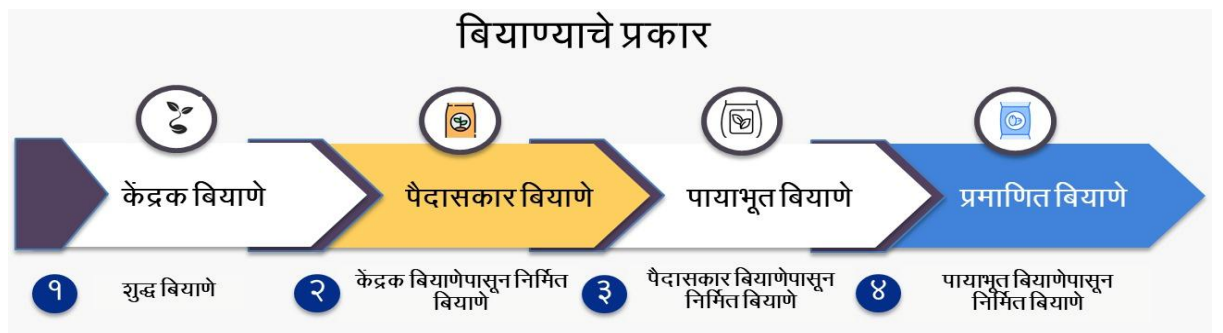 बियाण्याचे प्रकार
केंद्रक बियाणे
पैदासकार बियाणे
पायाभूत बियाणे
प्रमाणित बियाणे
१
शुद्ध बियाणे
२
केंद्रक बियाणेपासून निर्मित
बियाणे
३
पैदासकार बियाणेपासून
निर्मित बियाणे
४
पायाभूत बियाणेपासून
निर्मित बियाणे